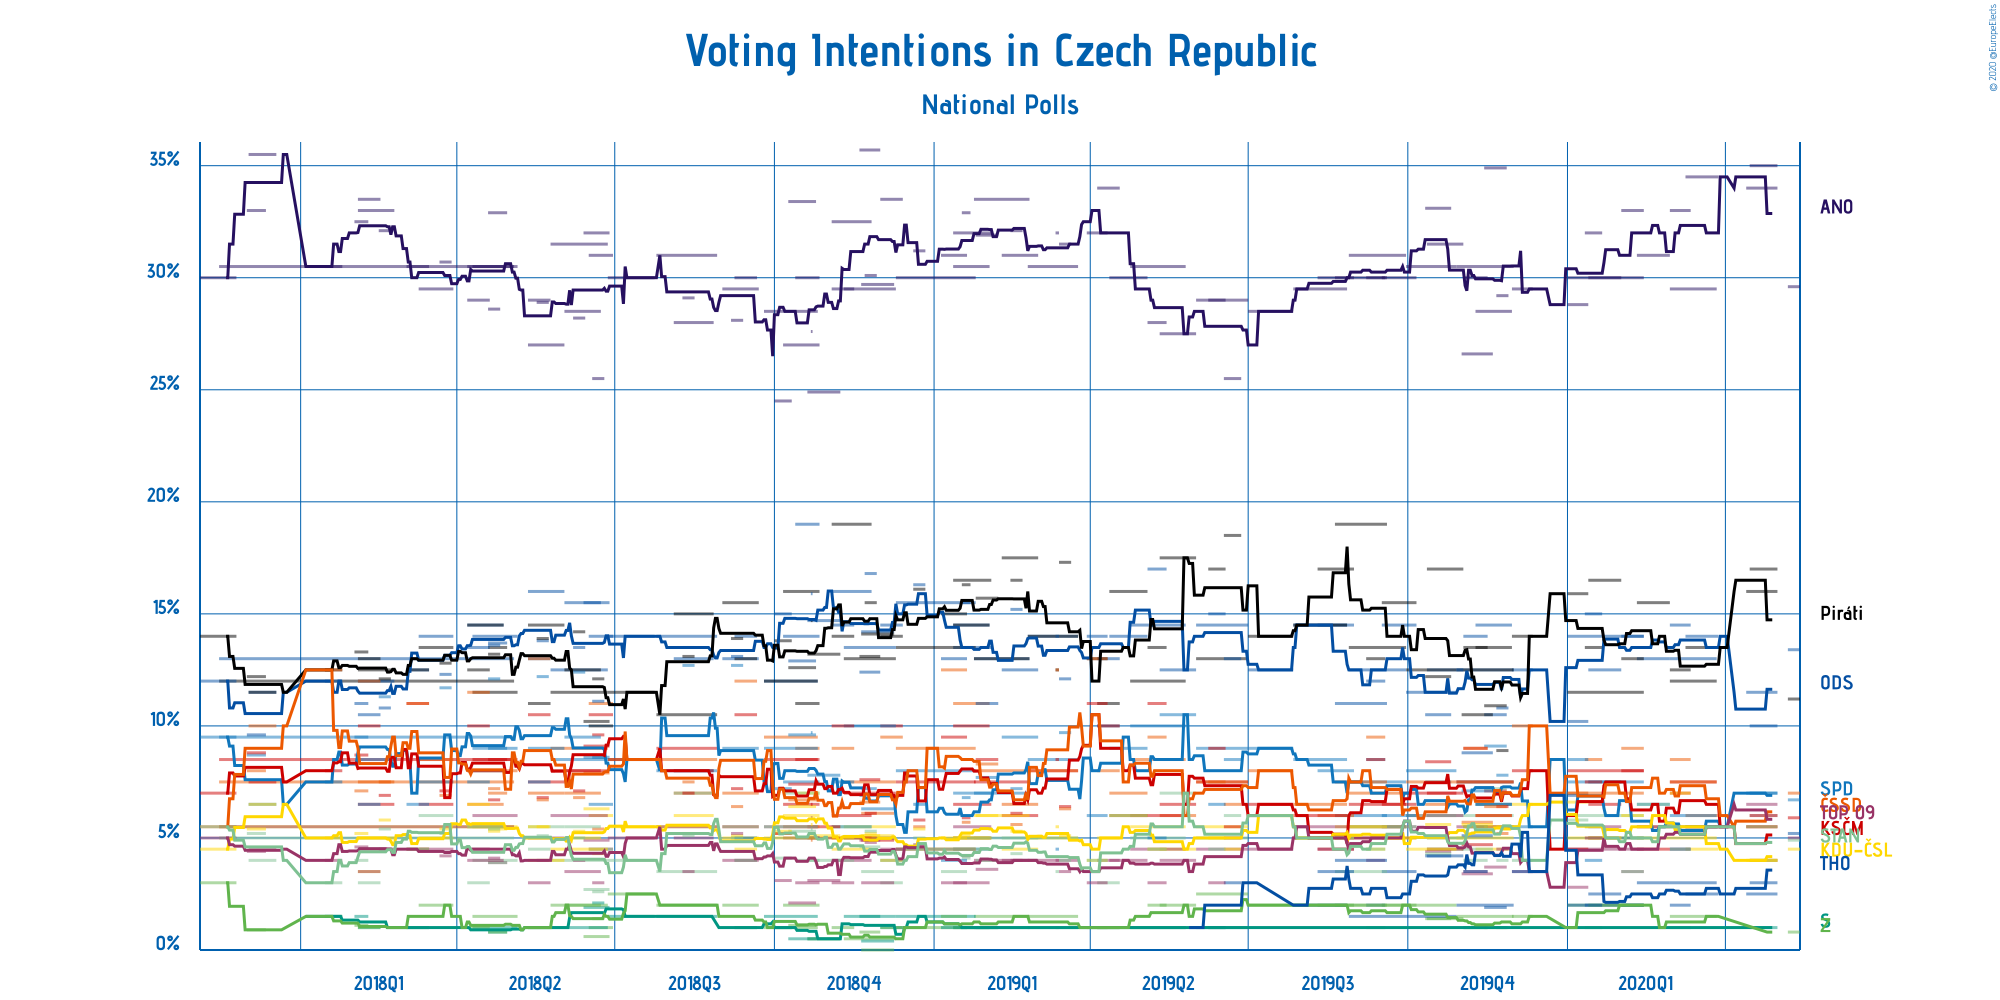 Voting Intentions in Czech Republic
National Polls
© 2020 @EuropeElects
35%
30%
25%
20%
15%
10%
5%
0%
ANO
Piráti
ODS
SPD
ČSSD
TOP 09
KSČM
STAN
KDU-ČSL
THO
S
Z
2018Q1 2018Q2 2018Q3 2018Q4 2019Q1 2019Q2 2019Q3 2019Q4 2020Q1